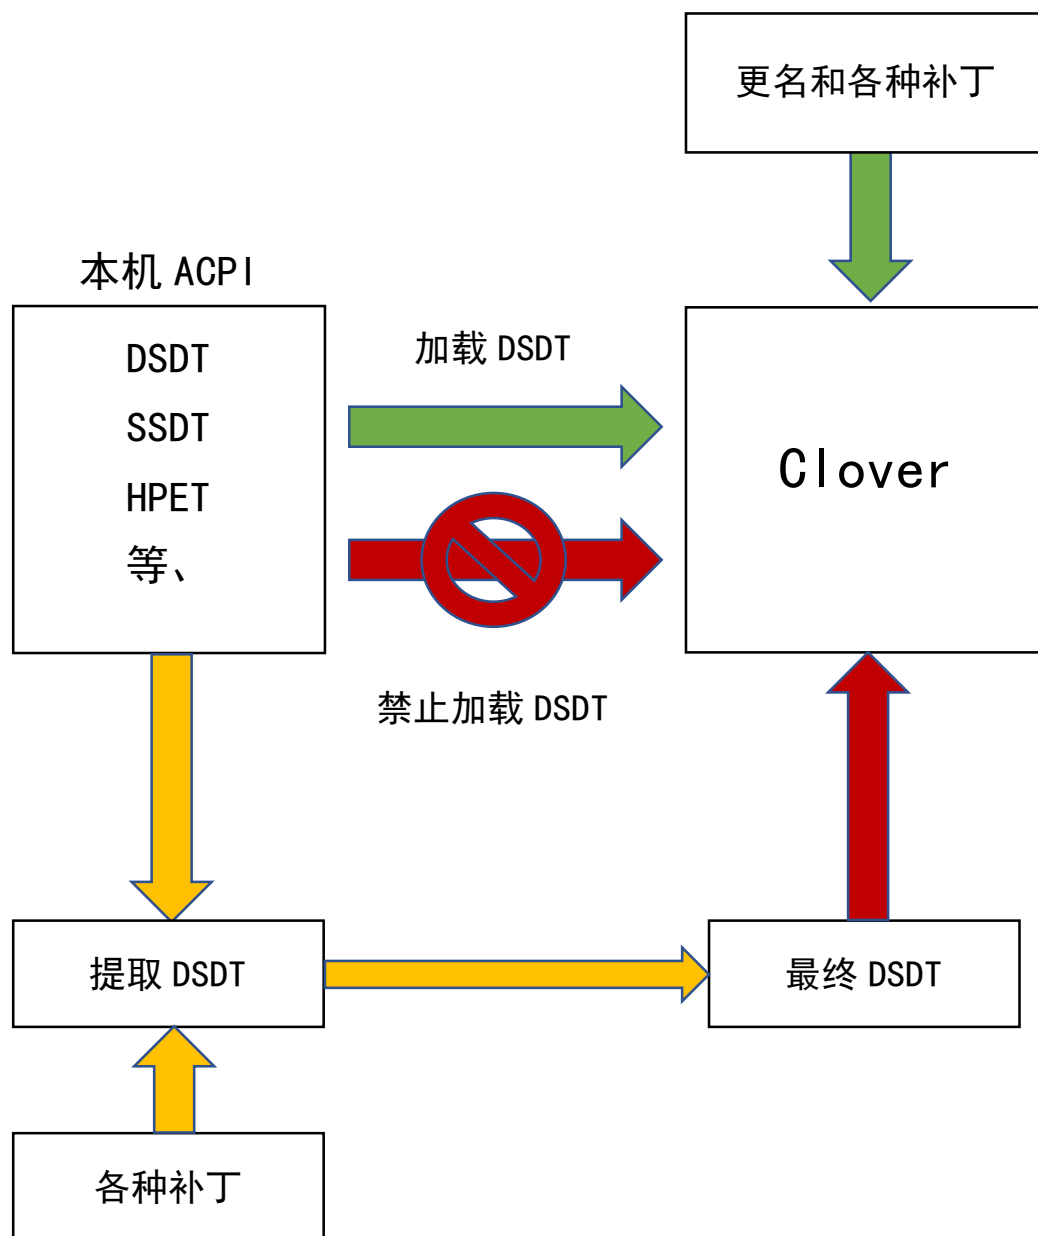 更名和各种补丁
本机 ACPI
DSDT
SSDT
HPET
等、
加载 DSDT
Clover
禁止加载 DSDT
提取 DSDT
最终 DSDT
各种补丁